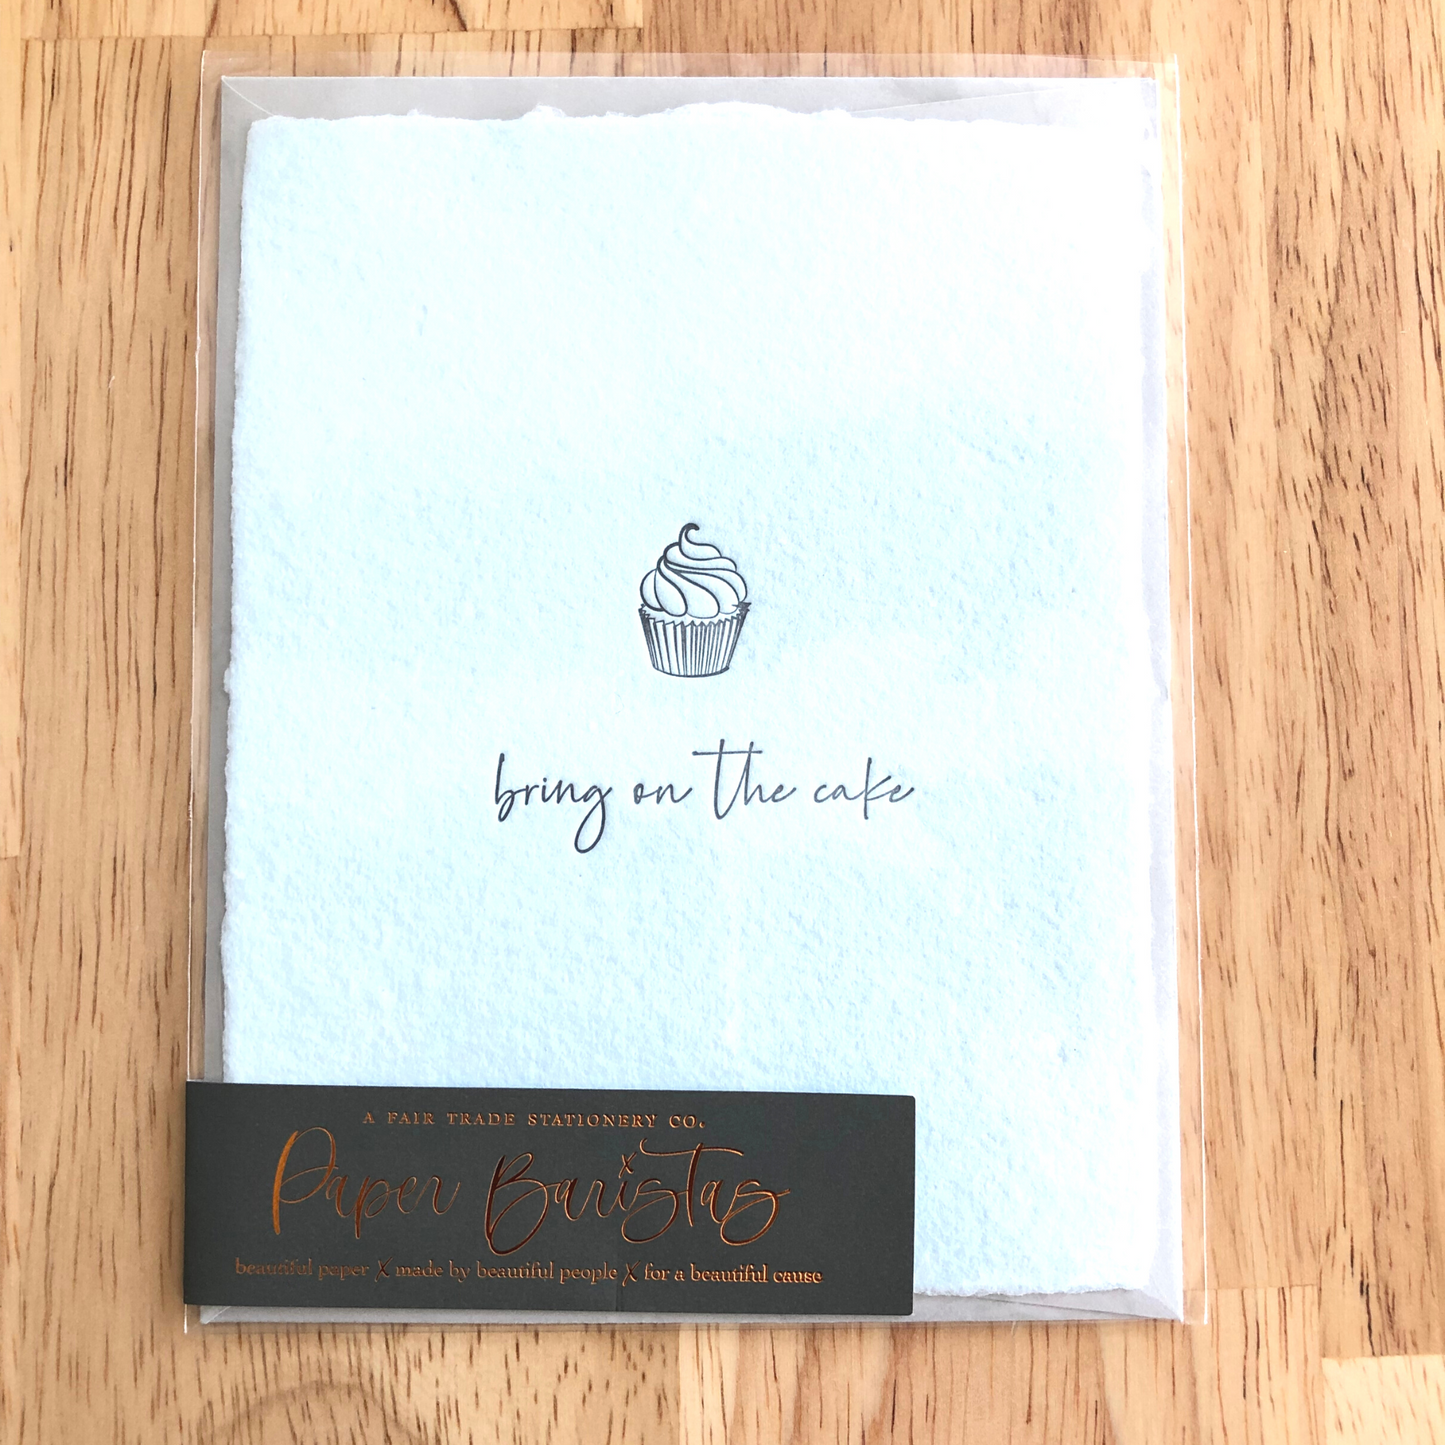 bring on the cake
A FAIR TRADE STATIONERY CO.
Paper Baristas
beautiful paper X made by beautiful people X for a beautiful cause